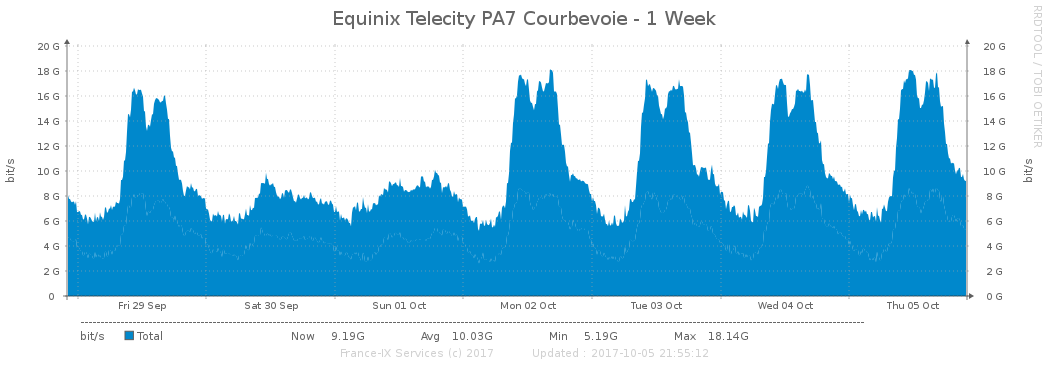 Equinix Telecity PA7 Courbevoie - 1 Week
RRDTOOL / TOBI OETIKER
bit/s
20 G
18 G
16 G
14 G
12 G
10 G
8 G
6 G
4 G
2 G
0
20 G
18 G
16 G
14 G
12 G
10 G
8 G
6 G
4 G
2 G
0 G
bit/s
Fri 29 Sep Sat 30 Sep Sun 01 Oct Mon 02 Oct Tue 03 Oct Wed 04 Oct Thu 05 Oct
bit/s Total Now 9.19G Avg 10.03G Min 5.19G Max 18.14G
France-IX Services (c) 2017 Updated : 2017-10-05 21:55:12